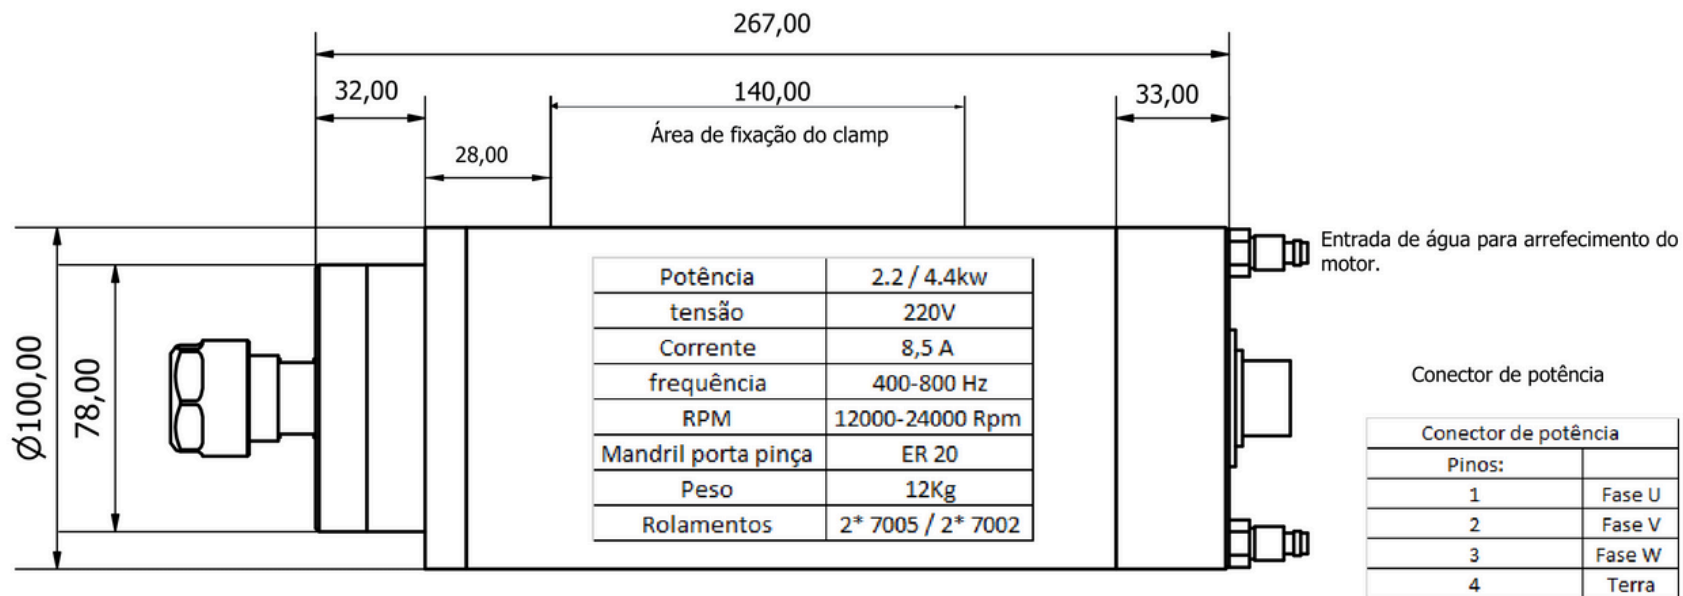 267,00
32,00
140,00
33,00
Área de fixação do clamp
28,00
Entrada de água para arrefecimento do
motor.
Ø100,00
78,00
Potência 2.2 / 4.4kw
tensão 220V
Corrente 8,5 A
frequência 400-800 Hz
RPM 12000-24000 Rpm
Mandril porta pinça ER 20
Peso 12Kg
Rolamentos 2* 7005 / 2* 7002
Conector de potência
Conector de potência
Pinos:
1 Fase U
2 Fase V
3 Fase W
4 Terra